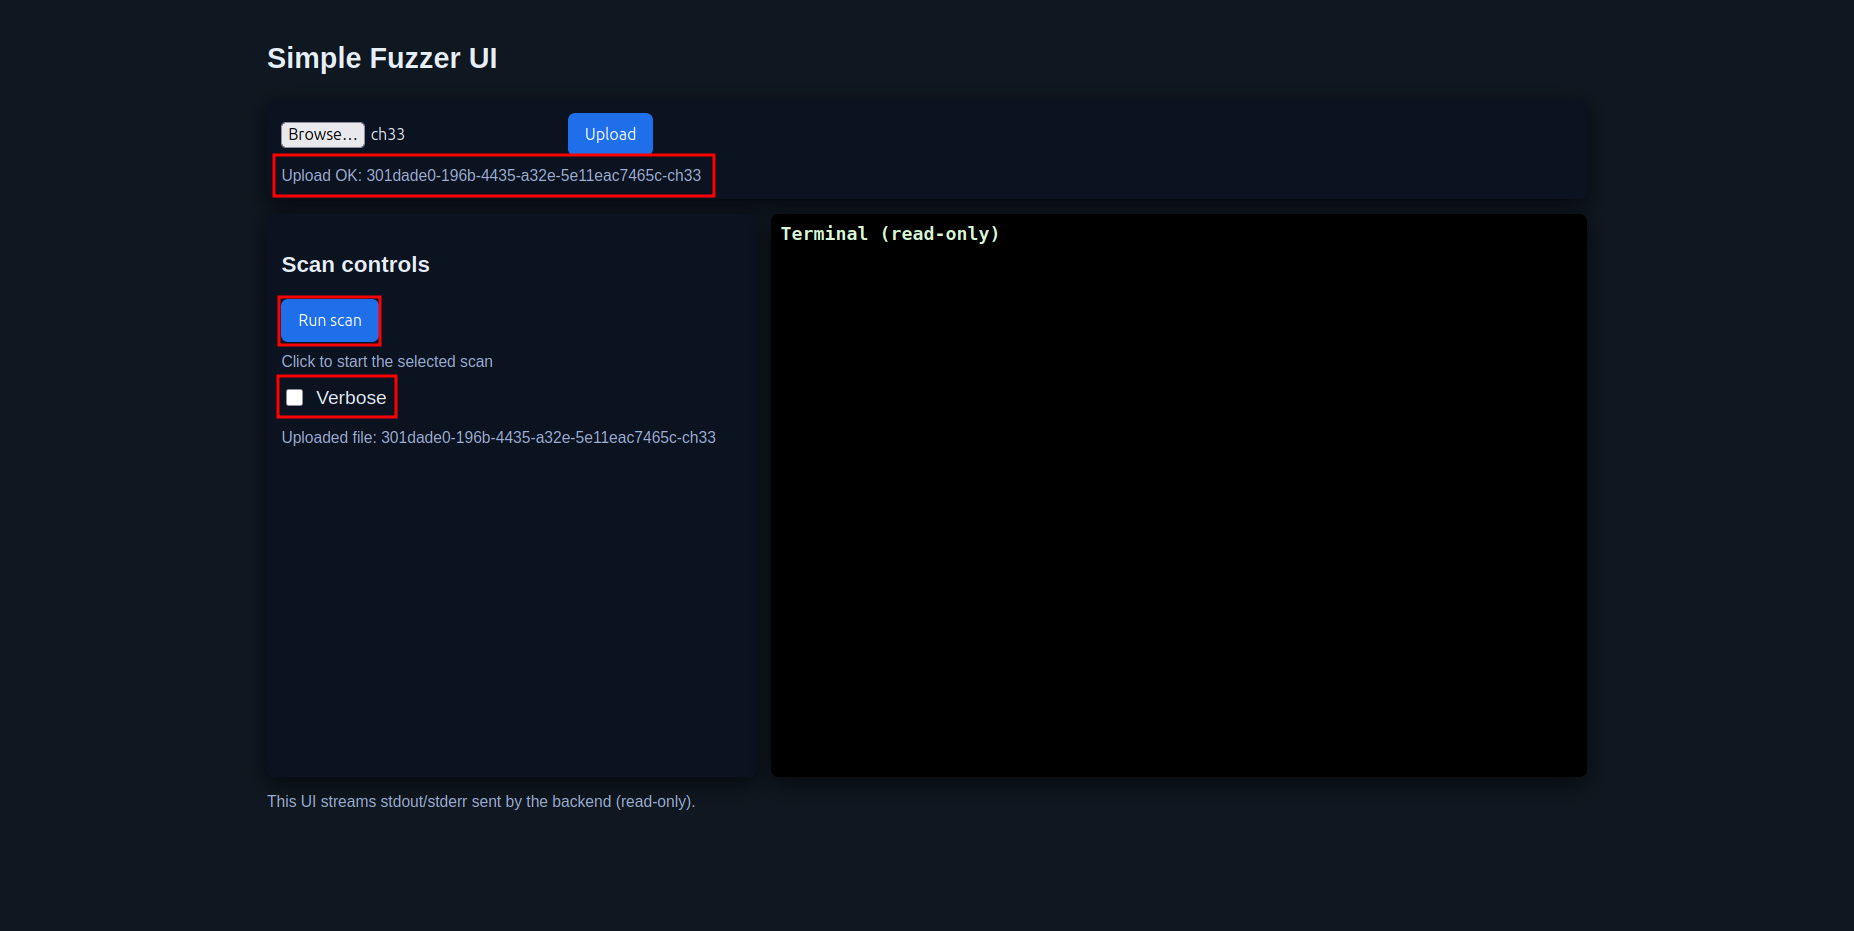 Simple Fuzzer UI
Browse... ch33 Upload
Upload OK: 301dade0-196b-4435-a32e-5e11eac7465c-ch33
Scan controls
Run scan
Click to start the selected scan
Verbose
Uploaded file: 301dade0-196b-4435-a32e-5e11eac7465c-ch33
Terminal (read-only)
This UI streams stdout/stderr sent by the backend (read-only).